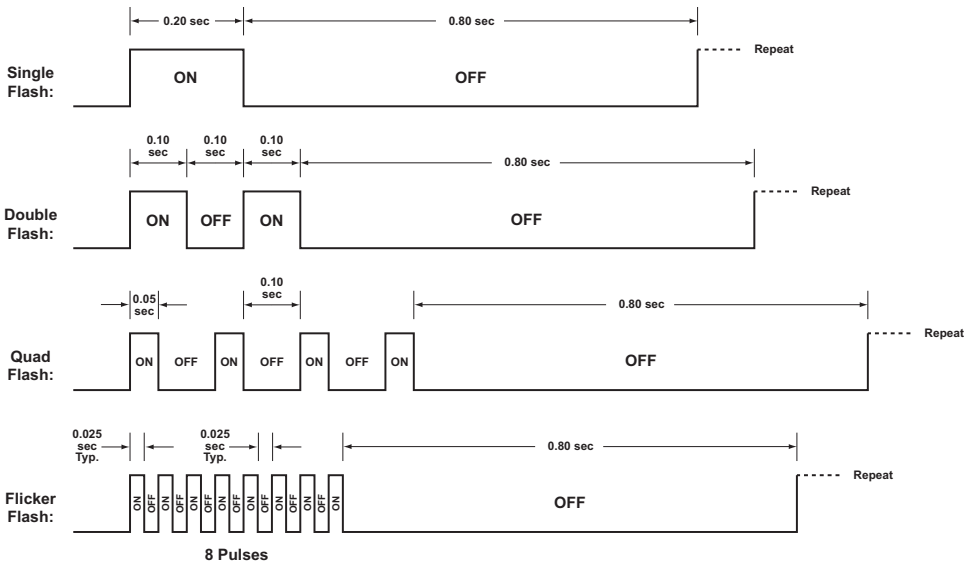 0.20 sec
0.80 sec
Repeat
Single
Flash:
ON
OFF
0.10
sec
0.10
sec
0.10
sec
0.80 sec
Repeat
Double
Flash:
ON
OFF
ON
OFF
0.05
sec
0.10
sec
0.80 sec
Repeat
Quad
Flash:
ON
OFF
ON
OFF
ON
OFF
ON
OFF
0.025
sec
Typ.
0.025
sec
Typ.
0.80 sec
Repeat
Flicker
Flash:
ON
OFF
ON
OFF
ON
OFF
ON
OFF
ON
OFF
ON
OFF
ON
OFF
ON
OFF
8 Pulses